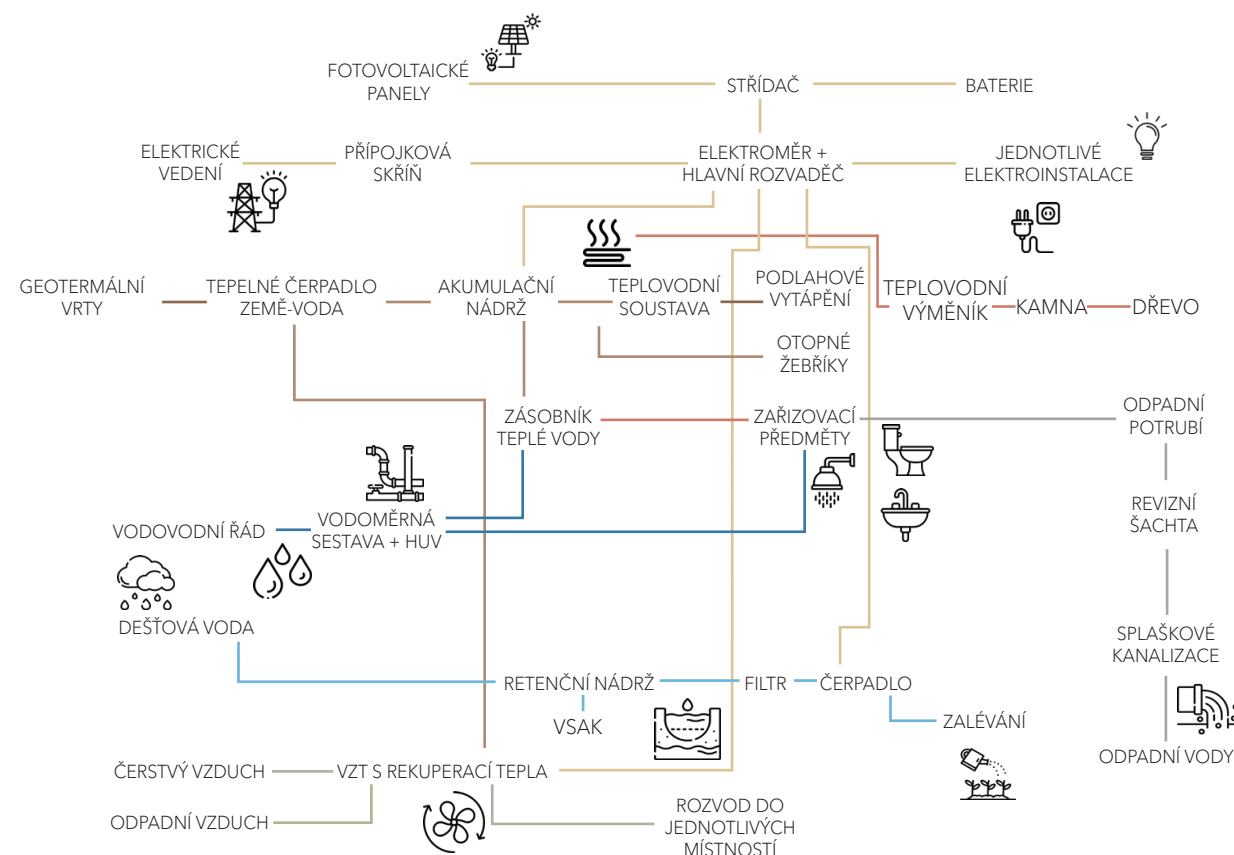 FOTOVOLTAICKÉ
PANELY
STŘÍDAČ
BATERIE
ELEKTRICKÉ
VEDENÍ
PŘÍPOJKOVÁ
SKŘÍŇ
ELEKTROMĚR +
HLAVNÍ ROZVADĚČ
JEDNOTLIVÉ
ELEKTROINSTALACE
GEOTERMÁLNÍ
VRTY
TEPELNÉ ČERPADLO
ZEMĚ-VODA
AKUMULAČNÍ
NÁDRŽ
TEPLOVODNÍ
SOUSTAVA
PODLAHOVÉ
VYTÁPĚNÍ
TEPLOVODNÍ
VÝMĚNÍK
KAMNA
DŘEVO
OTOPNÉ
ŽEBŘÍKY
ZÁSOBNÍK
TEPLÉ VODY
ZAŘIZOVACÍ
PŘEDMĚTY
ODPADNÍ
POTRUBÍ
VODOVODNÍ ŘÁD
VODOMĚRNÁ
SESTAVA + HUV
REVIZNÍ
ŠACHTA
DEŠŤOVÁ VODA
SPLAŠKOVÉ
KANALIZACE
RETENČNÍ NÁDRŽ
FILTR
ČERPADLO
VSAK
ZALÉVÁNÍ
ODPADNÍ VODY
ČERSTVÝ VZDUCH
VZT S REKUPERACÍ TEPLA
ODPADNÍ VZDUCH
ROZVOD DO
JEDNOTLIVÝCH
MÍSTNOSTÍ